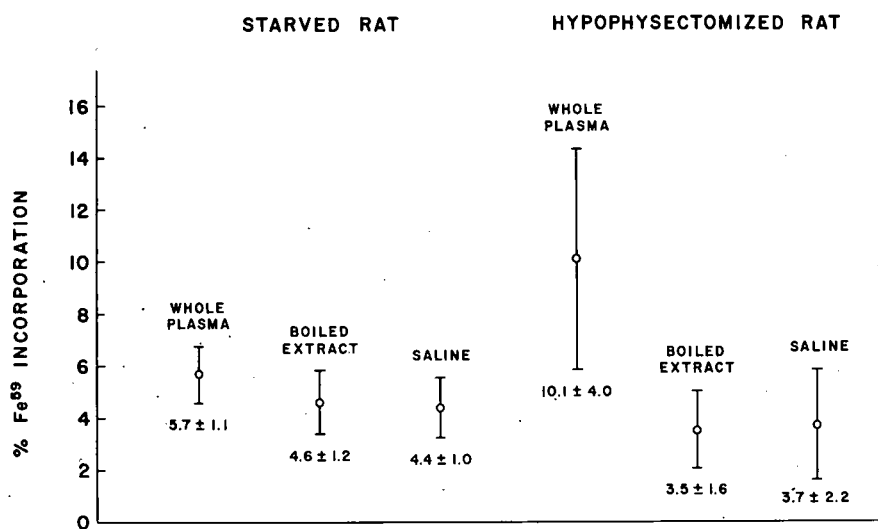 STARVED RAT
HYPOPHYSECTOMIZED RAT
% Fe⁵⁹ INCORPORATION
16
14
12
10
8
6
4
2
0
WHOLE
PLASMA
5.7 ± 1.1
BOILED
EXTRACT
4.6 ± 1.2
SALINE
4.4 ± 1.0
WHOLE
PLASMA
10.1 ± 4.0
BOILED
EXTRACT
3.5 ± 1.6
SALINE
3.7 ± 2.2